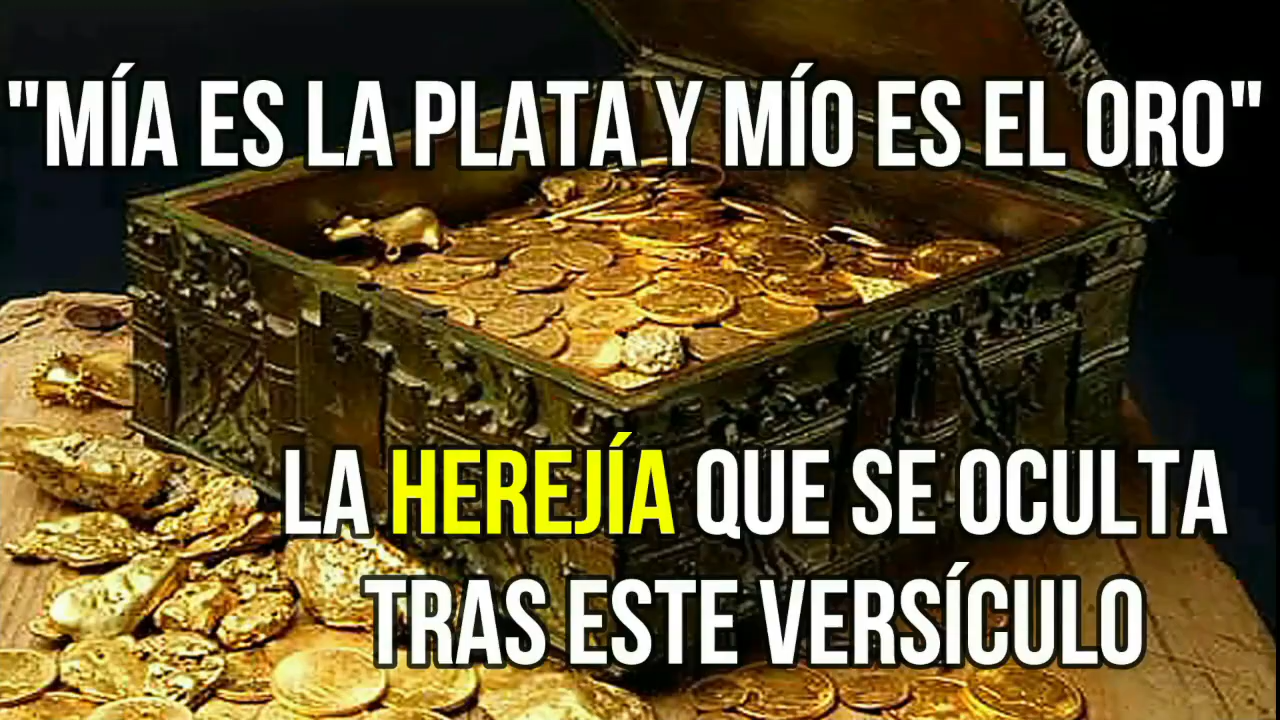 "MÍA ES LA PLATA Y MÍO ES EL ORO"
LA HEREJÍA QUE SE OCULTA
TRAS ESTE VERSÍCULO